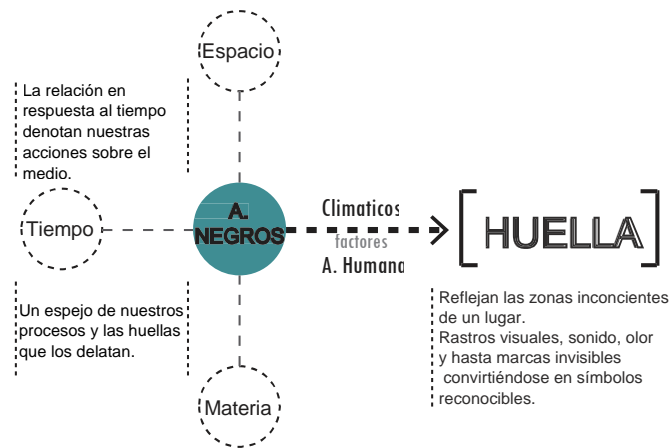 Espacio
La relación en
respuesta al tiempo
denotan nuestras
acciones sobre el
medio.
Tiempo
A.
NEGROS
Climaticos
factores
A. Humana
HUELLA
Un espejo de nuestros
procesos y las huellas
que los delatan.
Reflejan las zonas inconcientes
de un lugar.
Rastros visuales, sonido, olor
y hasta marcas invisibles
convirtiéndose en símbolos
reconocibles.
Materia